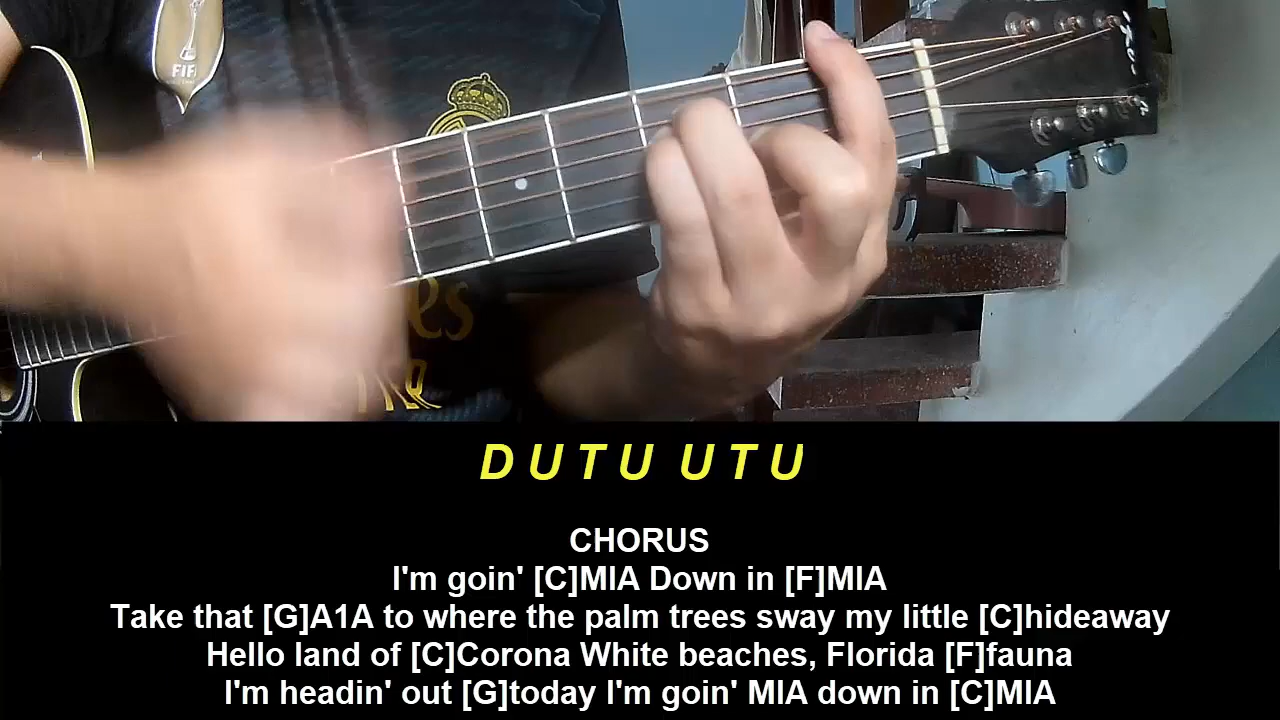 FIFA
D U T U U T U
CHORUS
I'm goin' [C]MIA Down in [F]MIA
Take that [G]A1A to where the palm trees sway my little [C]hideaway
Hello land of [C]Corona White beaches, Florida [F]fauna
I'm headin' out [G]today I'm goin' MIA down in [C]MIA